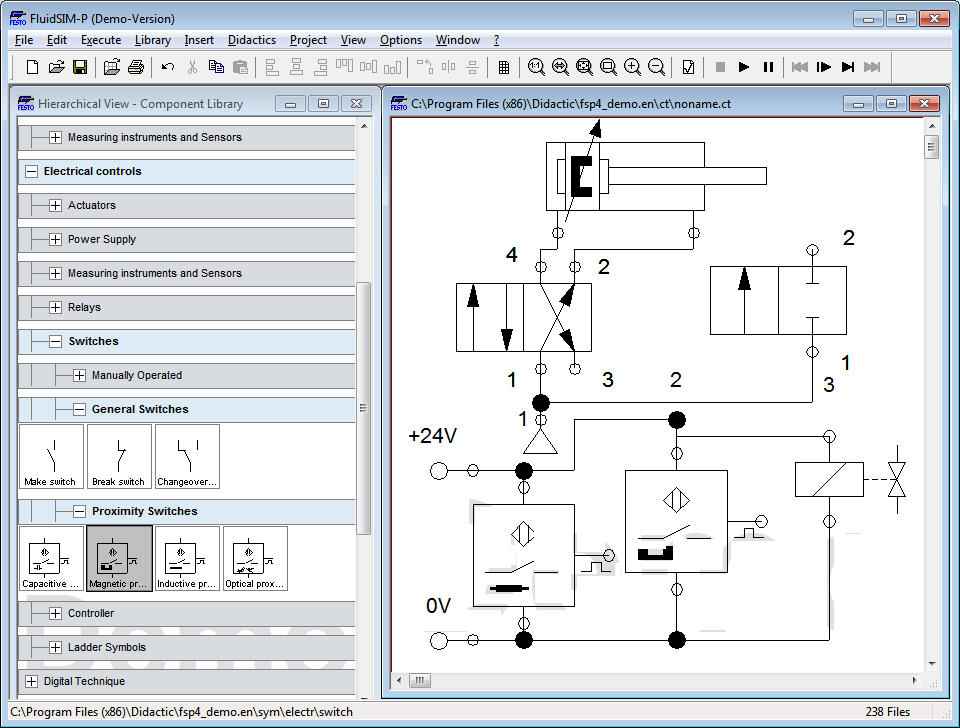 FluidSIM-P (Demo-Version)
File Edit Execute Library Insert Didactics Project View Options Window ?
FESTO Hierarchical View - Component Library
FESTO C:\Program Files (x86)\Didactic\fsp4_demo.en\ct\noname.ct
Measuring instruments and Sensors
Electrical controls
Actuators
Power Supply
Measuring instruments and Sensors
Relays
Switches
Manually Operated
General Switches
Make switch Break switch Changeover...
Proximity Switches
Capacitive ... Magnetic pr... Inductive pr... Optical prox...
Controller
Ladder Symbols
Digital Technique
Demo
2
4
2
1
1
3
2
3
1
+24V
0V
C:\Program Files (x86)\Didactic\fsp4_demo.en\sym\electr\switch
238 Files